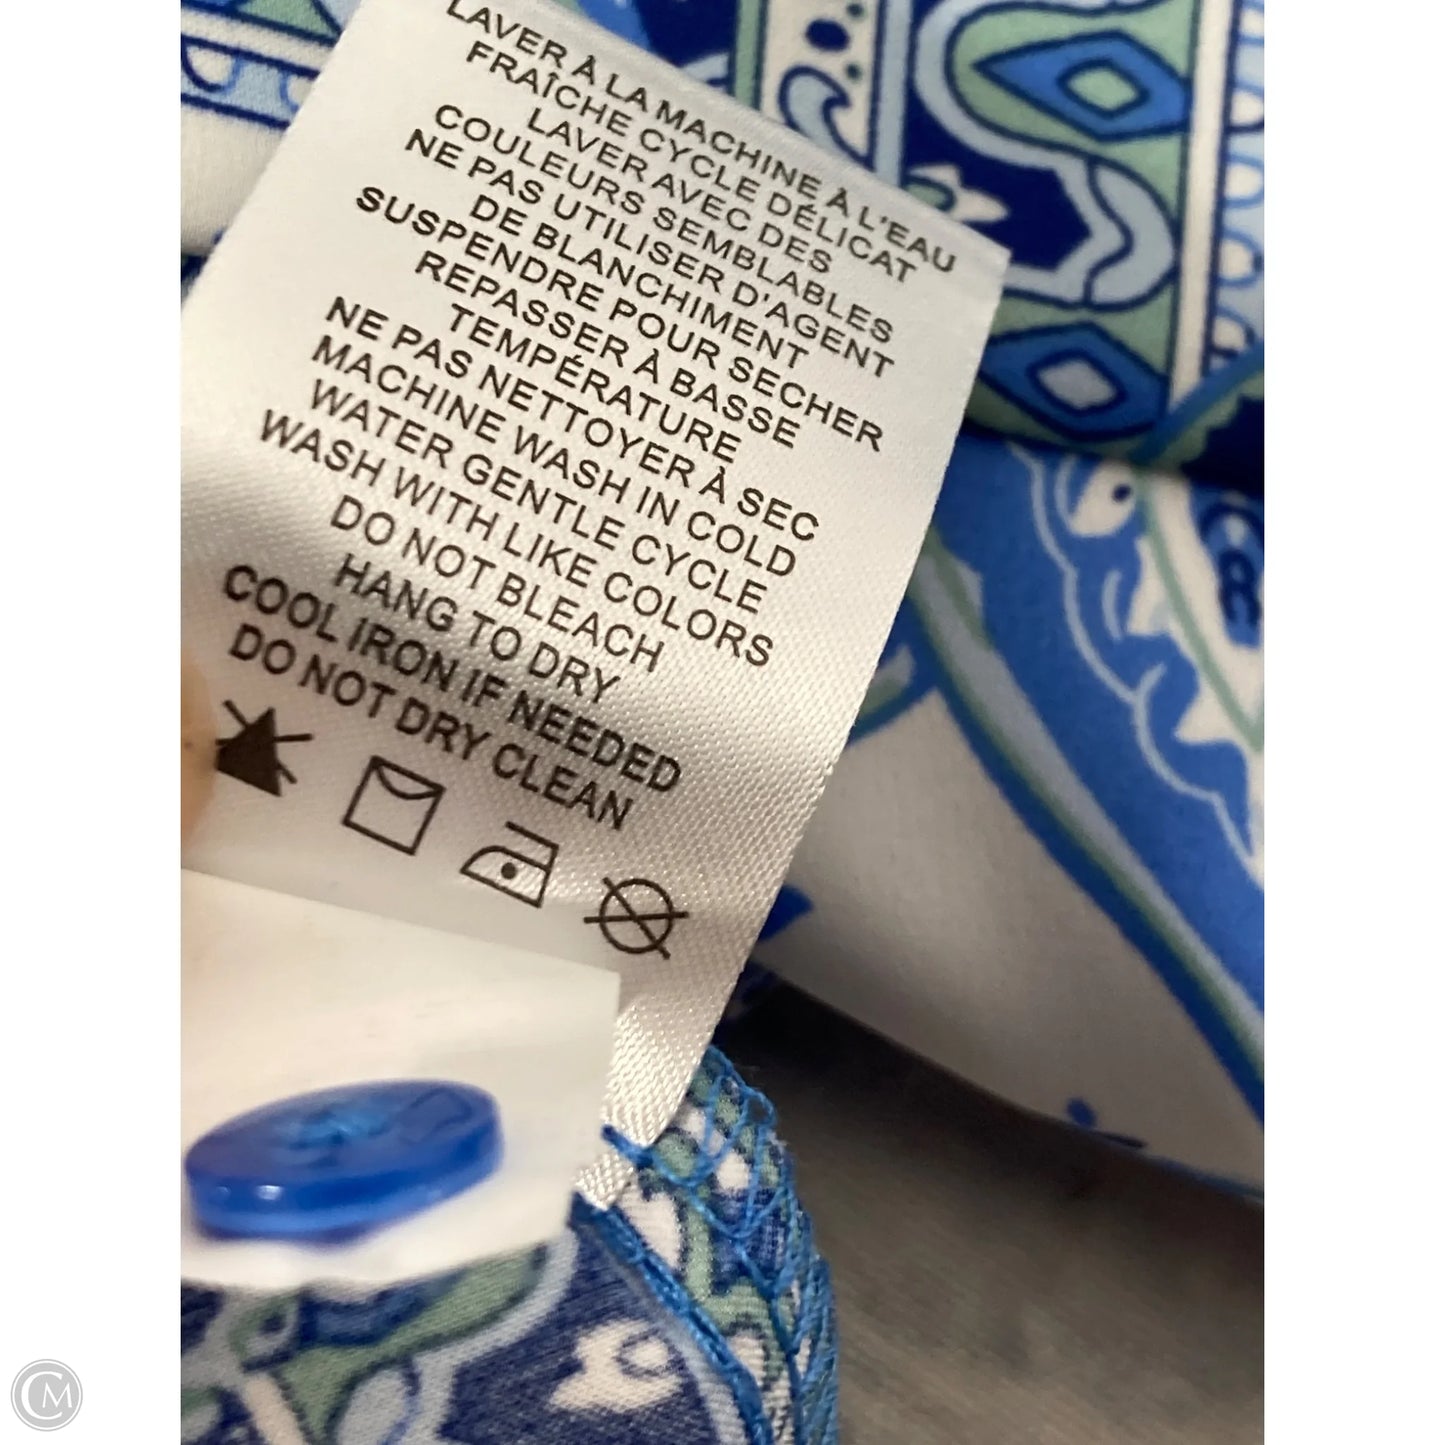 LAVER À LA MACHINE À L'EAU
FRAÎCHE CYCLE DÉLICAT
LAVER AVEC DES
COULEURS SEMBLABLES
NE PAS UTILISER D'AGENT
DE BLANCHIMENT
SUSPENDRE POUR SECHER
REPASSER À BASSE
TEMPÉRATURE
NE PAS NETTOYER À SEC
MACHINE WASH IN COLD
WATER GENTLE CYCLE
WASH WITH LIKE COLORS
DO NOT BLEACH
HANG TO DRY
COOL IRON IF NEEDED
DO NOT DRY CLEAN
CM